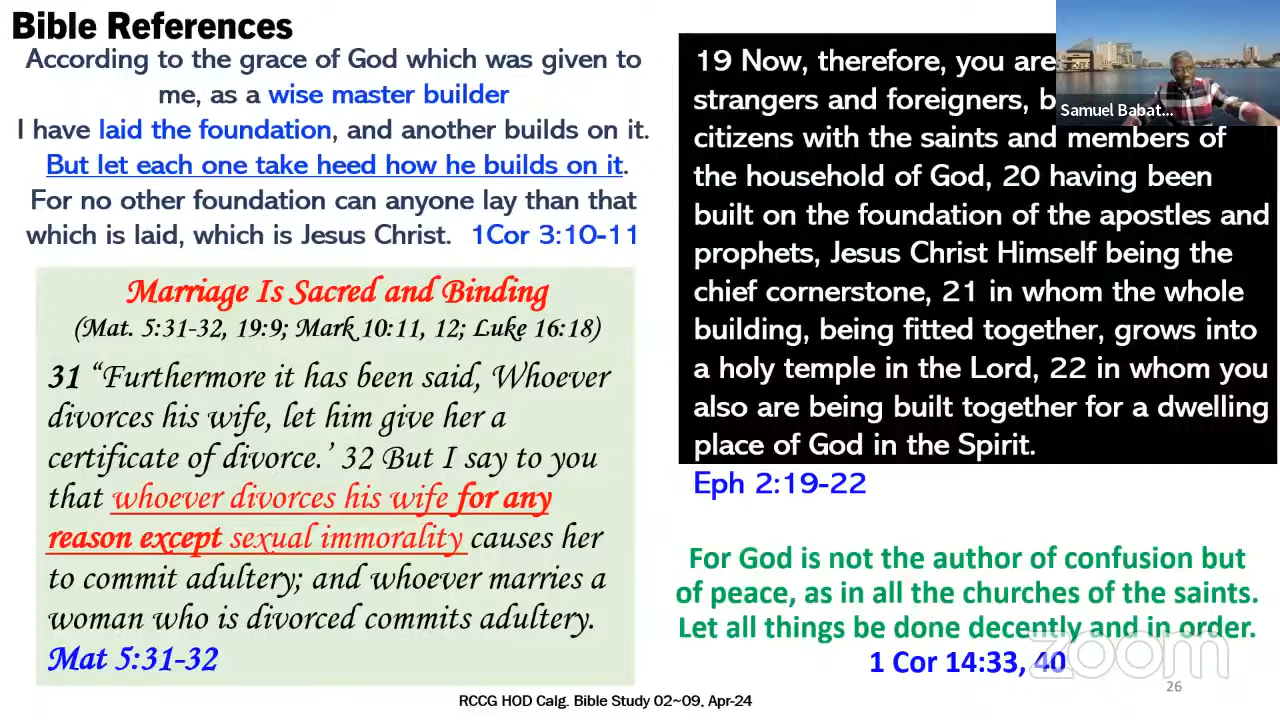 Bible References
According to the grace of God which was given to
me, as a wise master builder
I have laid the foundation, and another builds on it.
But let each one take heed how he builds on it.
For no other foundation can anyone lay than that
which is laid, which is Jesus Christ. 1Cor 3:10-11
Marriage Is Sacred and Binding
(Mat. 5:31-32, 19:9; Mark 10:11, 12; Luke 16:18)
31 “Furthermore it has been said, Whoever
divorces his wife, let him give her a
certificate of divorce.’ 32 But I say to you
that whoever divorces his wife for any
reason except sexual immorality causes her
to commit adultery; and whoever marries a
woman who is divorced commits adultery.
Mat 5:31-32
19 Now, therefore, you are
strangers and foreigners, b
citizens with the saints and members of
the household of God, 20 having been
built on the foundation of the apostles and
prophets, Jesus Christ Himself being the
chief cornerstone, 21 in whom the whole
building, being fitted together, grows into
a holy temple in the Lord, 22 in whom you
also are being built together for a dwelling
place of God in the Spirit.
Eph 2:19-22
For God is not the author of confusion but
of peace, as in all the churches of the saints.
Let all things be done decently and in order.
1 Cor 14:33, 40
Samuel Babat...
zoom
26
RCCG HOD Calg. Bible Study 02~09, Apr-24